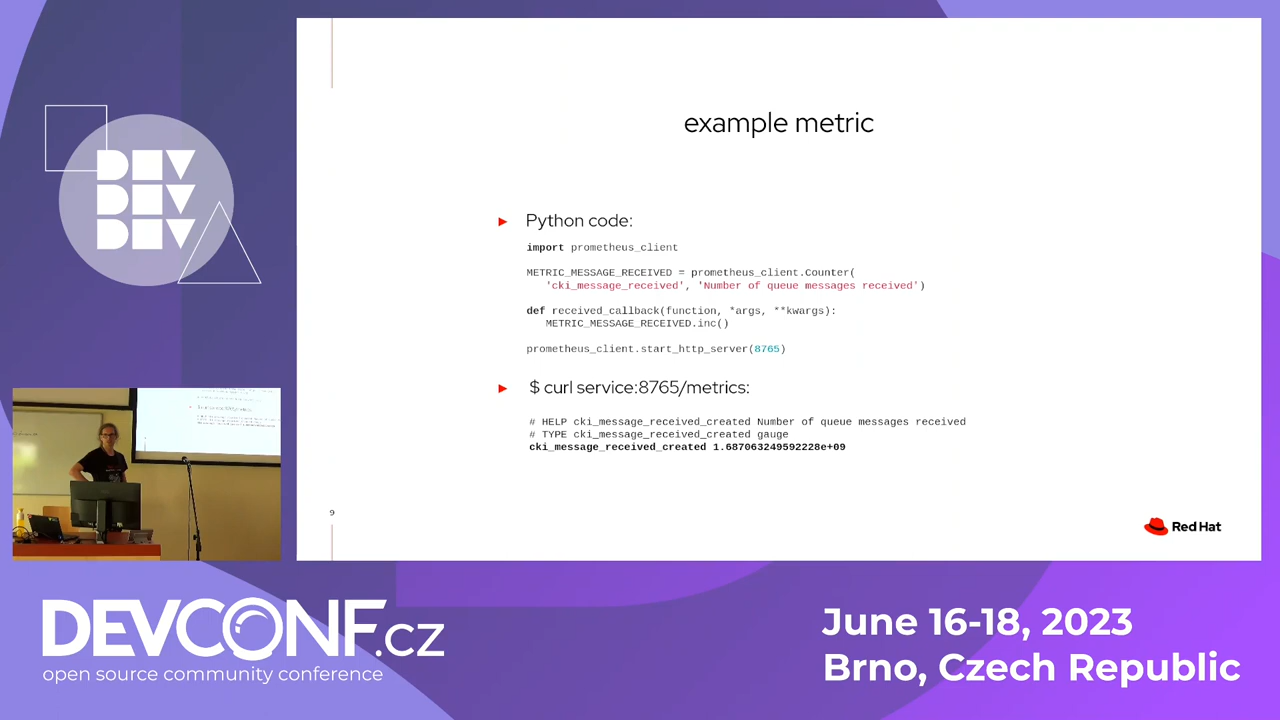 DEV
DEV
DEV
example metric
Python code:
import prometheus_client
METRIC_MESSAGE_RECEIVED = prometheus_client.Counter(
'cki_message_received', 'Number of queue messages received')
def received_callback(function, *args, **kwargs):
METRIC_MESSAGE_RECEIVED.inc()
prometheus_client.start_http_server(8765)
$ curl service:8765/metrics:
# HELP cki_message_received_created Number of queue messages received
# TYPE cki_message_received_created gauge
cki_message_received_created 1.687063249592228e+09
9
Red Hat
DEVCONF.cz
open source community conference
June 16-18, 2023
Brno, Czech Republic